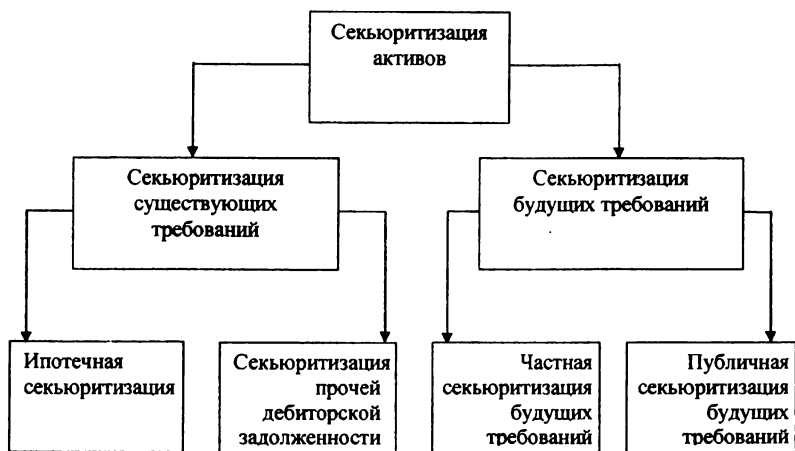 Секьюритизация
активов
Секьюритизация
существующих
требований
Секьюритизация
будущих требований
Ипотечная
секьюритизация
Секьюритизация
прочей
дебиторской
задолженности
Частная
секьюритизация
будущих
требований
Публичная
секьюритизация
будущих
требований